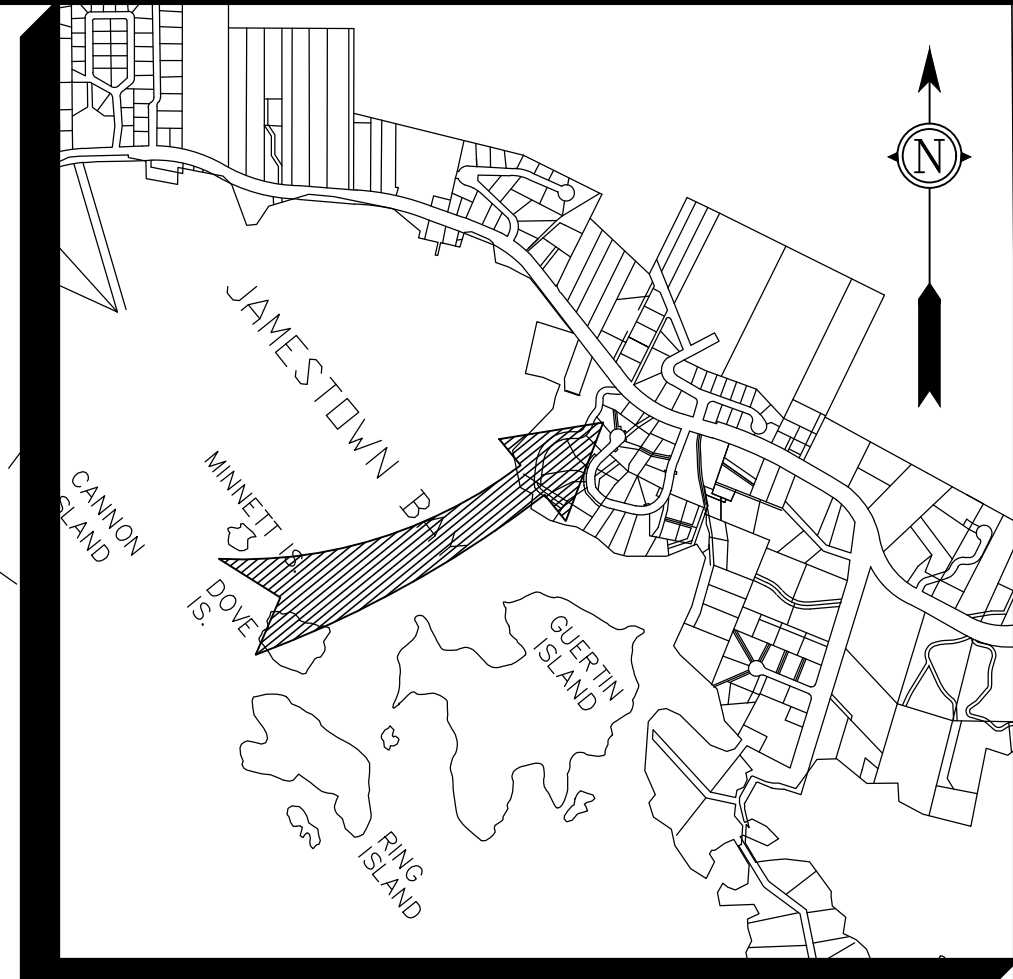 N
JAMESTOWN BAY
CANNON
ISLAND
MINNETT IS.
DOVE
IS.
GUERTIN
ISLAND
RING
ISLAND